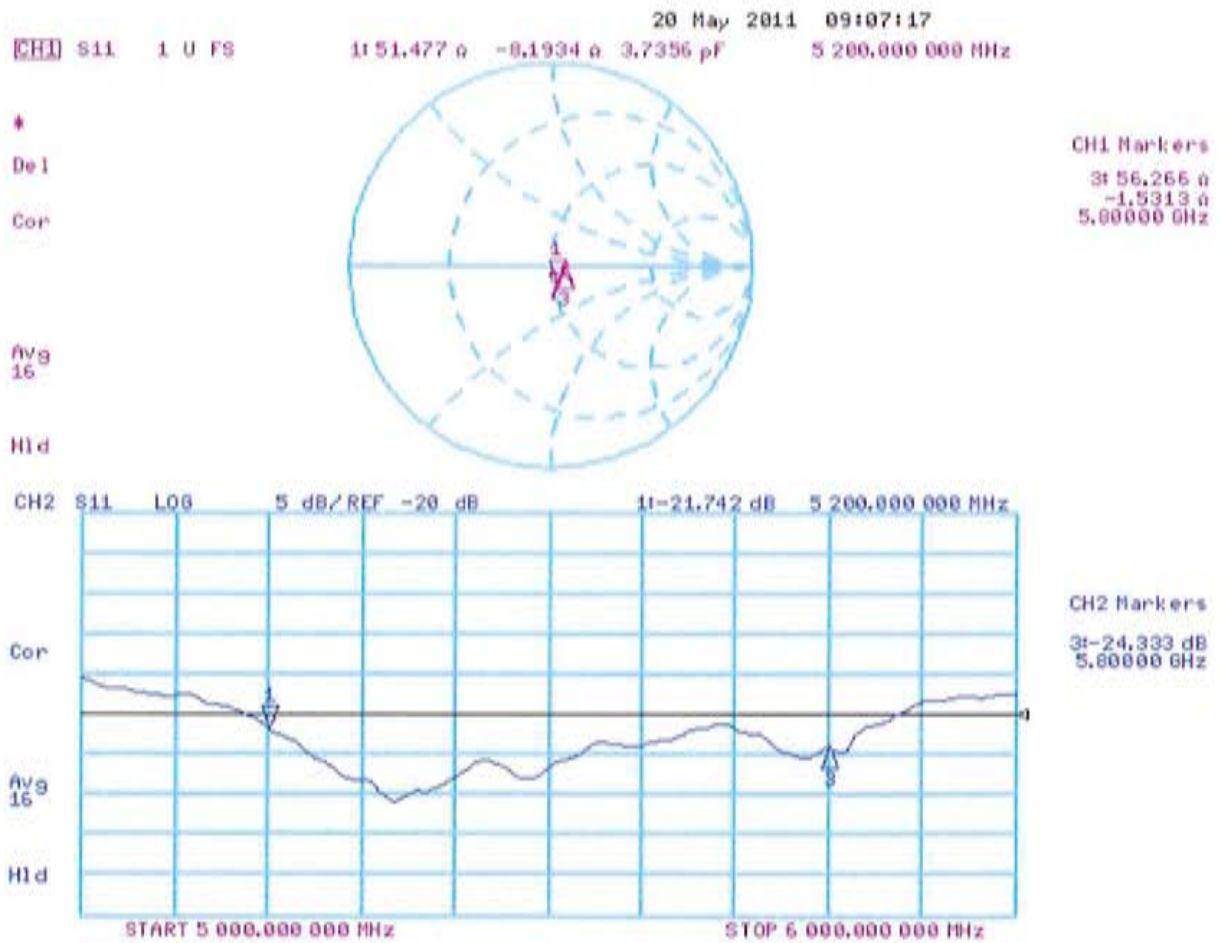 20 May 2011 09:07:17
CH1 S11 1 U FS 1: 51.477 Ω -8.1934 Ω 3.7356 pF 5 200.000 000 MHz
*
Del
Cor
Avg
16
Hld
CH1 Markers
3: 56.266 Ω
-1.5313 Ω
5.80000 GHz
1
3
CH2 S11 LOG 5 dB/REF -20 dB 1:-21.742 dB 5 200.000 000 MHz
Cor
Avg
16
Hld
CH2 Markers
3:-24.333 dB
5.80000 GHz
1
3
START 5 000.000 000 MHz STOP 6 000.000 000 MHz